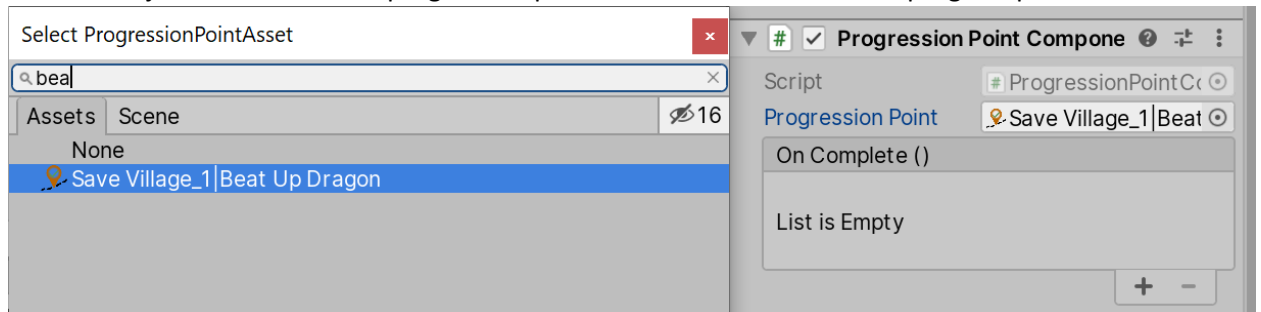 Select ProgressionPointAsset
×
bea
×
Assets Scene
16
None
Save Village_1|Beat Up Dragon
# Progression Point Compone
Script
# ProgressionPointCo
Progression Point
Save Village_1|Beat
On Complete ()
List is Empty
+ −